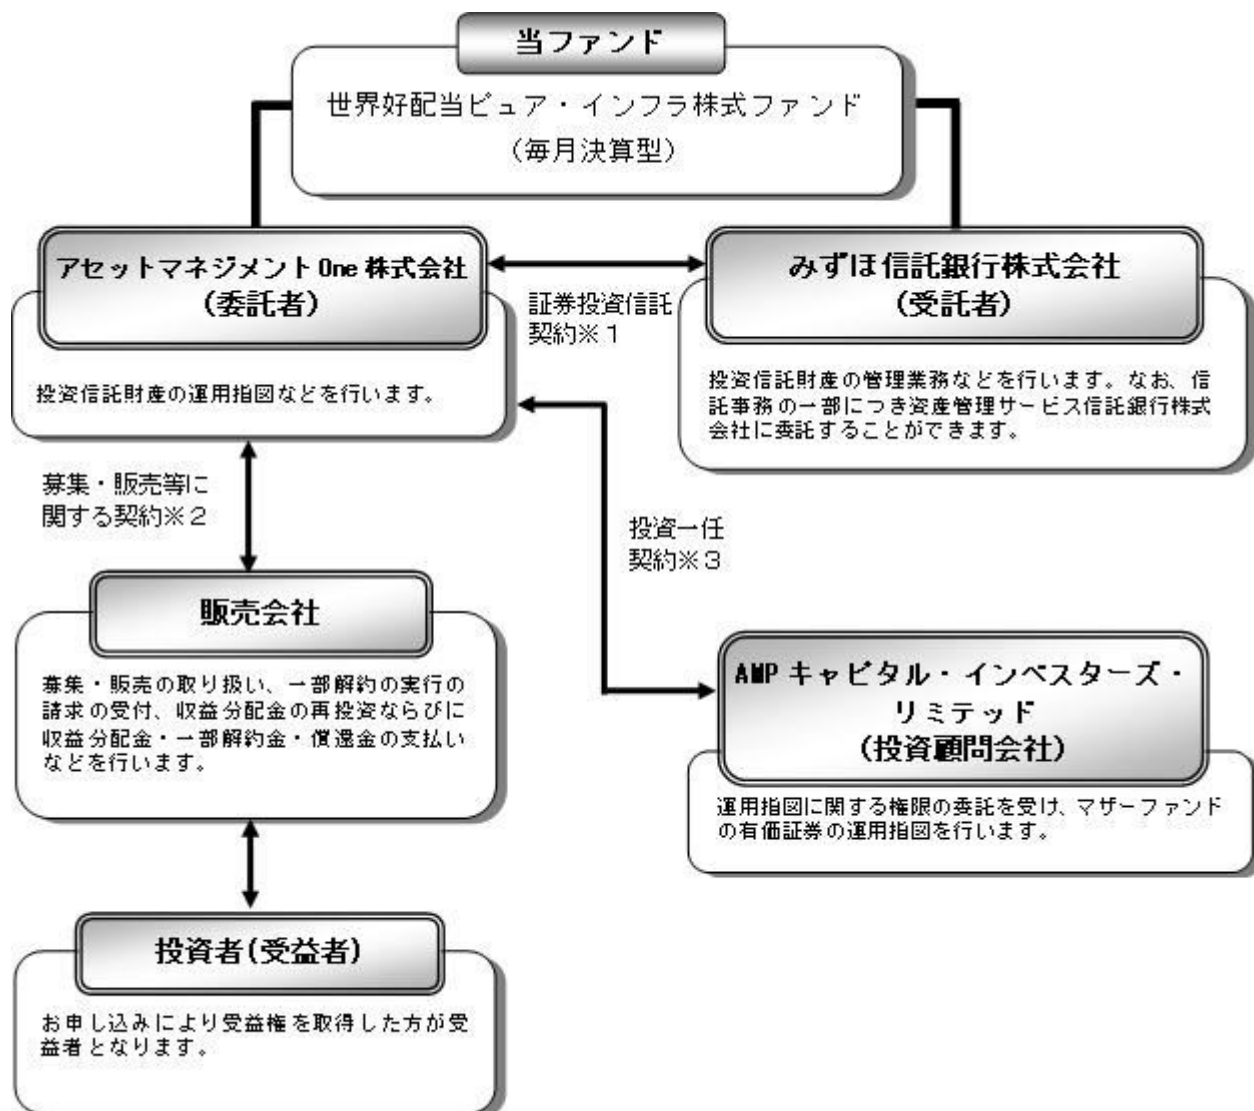 当ファンド
世界好配当ピュア・インフラ株式ファンド
（毎月決算型）
アセットマネジメント One 株式会社
（委託者）
投資信託財産の運用指図などを行います。
証券投資信託
契約※１
みずほ信託銀行株式会社
（受託者）
投資信託財産の管理業務などを行います。なお、信
託事務の一部につき資産管理サービス信託銀行株式
会社に委託することができます。
募集・販売等に
関する契約※２
投資一任
契約※３
販売会社
募集・販売の取り扱い、一部解約の実行の
請求の受付、収益分配金の再投資ならびに
収益分配金・一部解約金・償還金の支払い
などを行います。
AMP キャピタル・インベスターズ・
リミテッド
（投資顧問会社）
運用指図に関する権限の委託を受け、マザーファンド
の有価証券の運用指図を行います。
投資者(受益者)
お申し込みにより受益権を取得した方が受
益者となります。